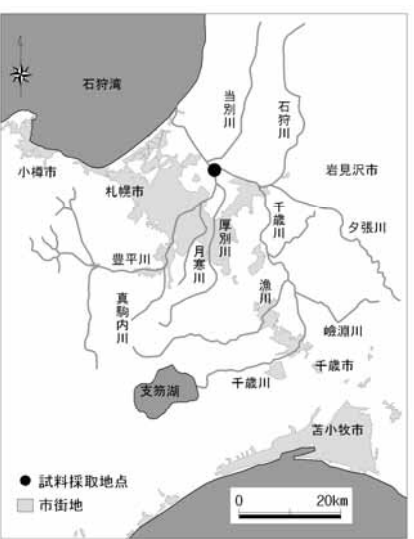 石狩湾
当別川
石狩川
小樽市
札幌市
岩見沢市
千歳川
夕張川
厚別川
月寒川
豊平川
真駒内川
漁川
嶮淵川
千歳市
千歳川
支笏湖
苫小牧市
試料採取地点
市街地
0 20km